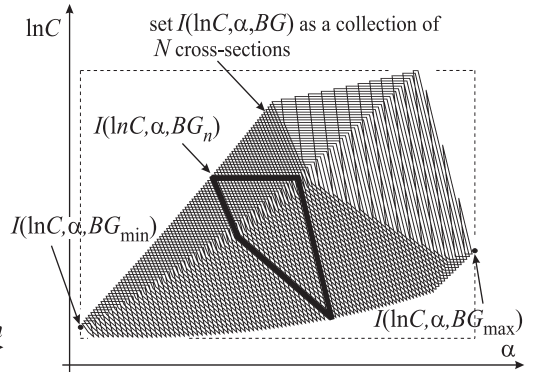 lnC
set I(lnC,α,BG) as a collection of
N cross-sections
I(lnC,α,BGn)
I(lnC,α,BGmin)
I(lnC,α,BGmax)
α